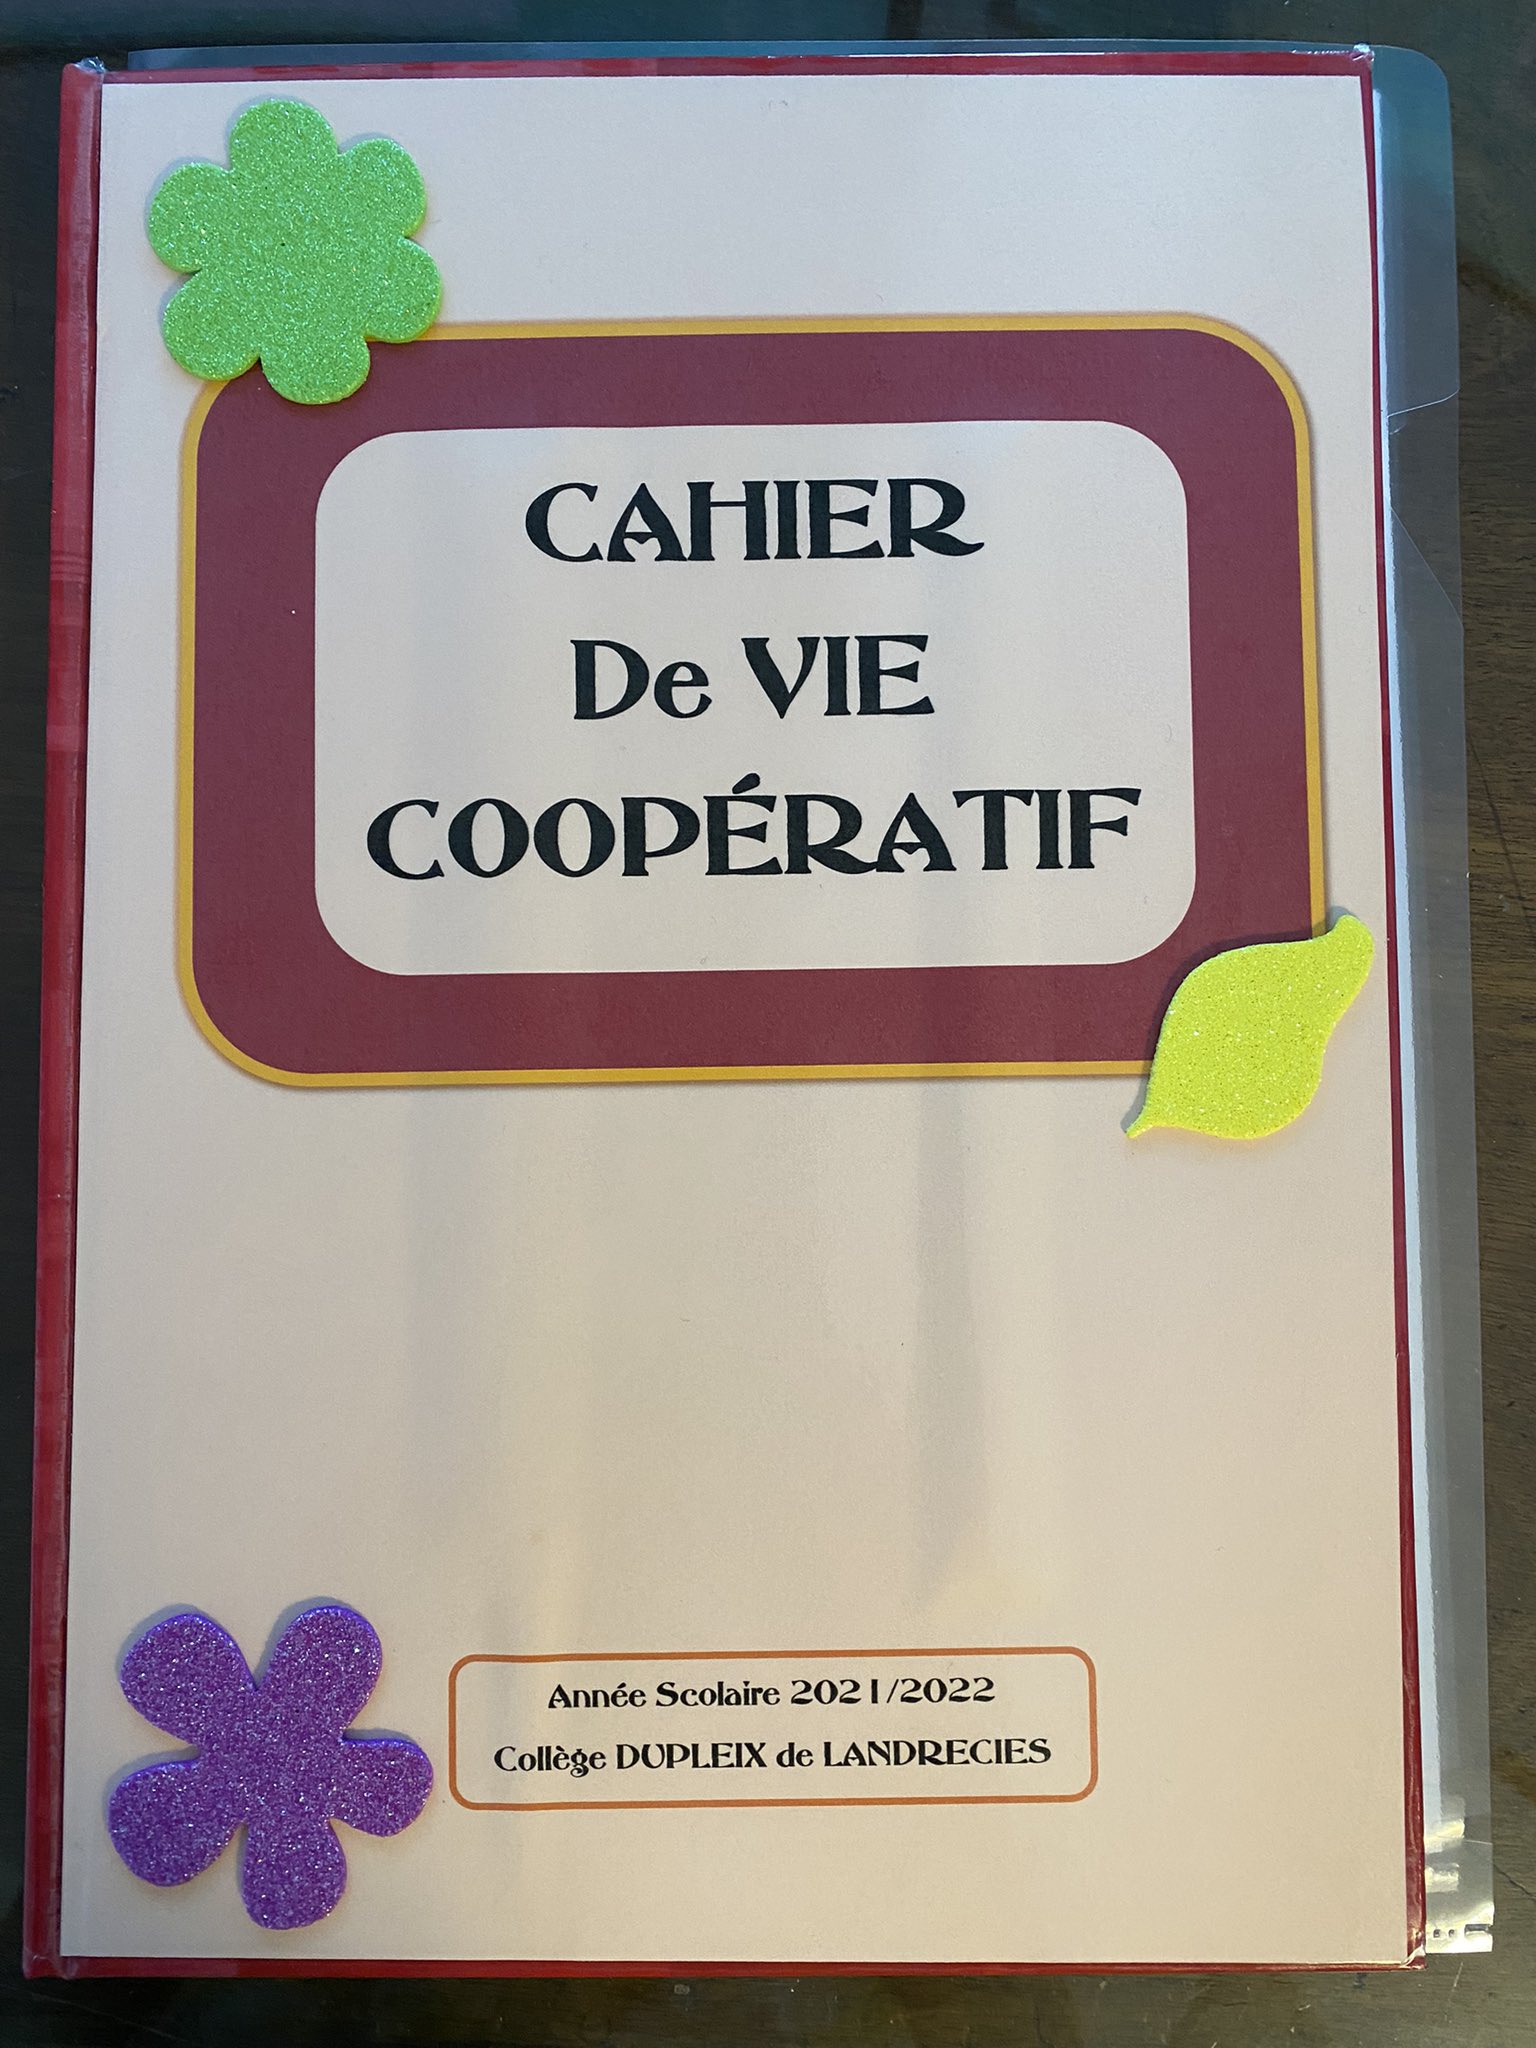 CAHIER
De VIE
COOPÉRATIF
Année Scolaire 2021/2022
Collège DUPLEIX de LANDRECIES